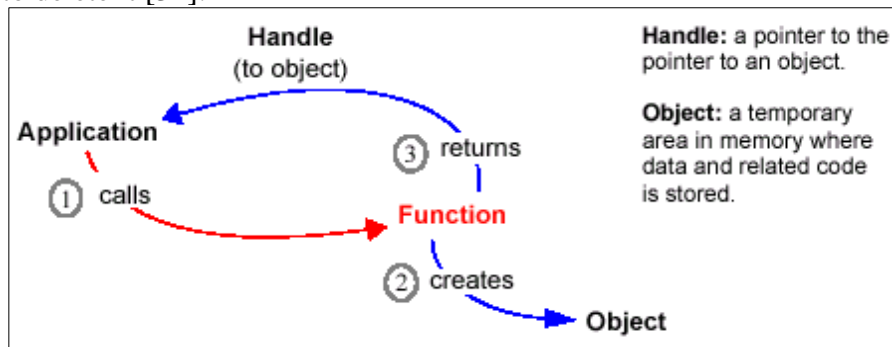 Handle
(to object)
Application
1 calls
3 returns
Function
2 creates
Object
Handle: a pointer to the
pointer to an object.
Object: a temporary
area in memory where
data and related code
is stored.